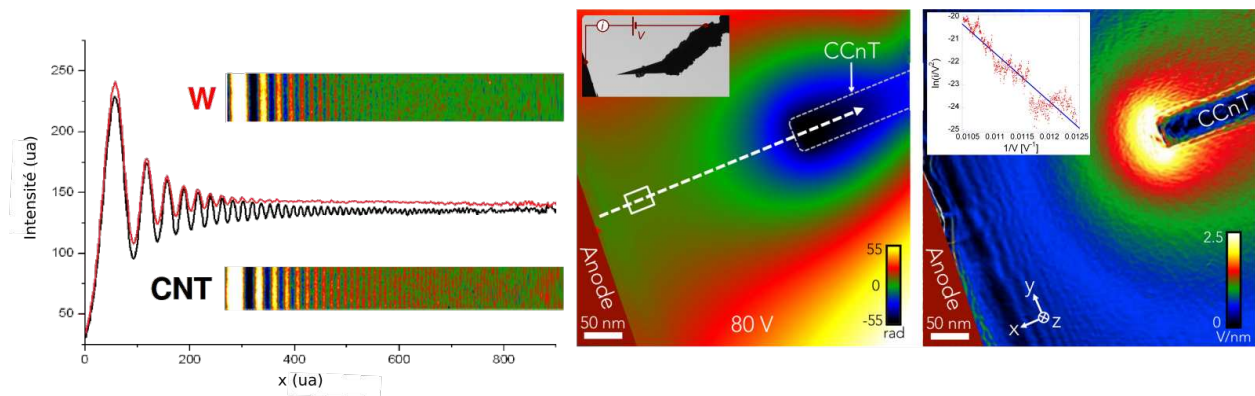 Intensité (ua)
250
200
150
100
50
W
CNT
0
200
400
600
800
x (ua)
i
V
CCnT
Anode
50 nm
80 V
55
0
-55
rad
-20
-21
-22
-23
-24
-25
ln(i/V²)
0.0105
0.011
0.0115
0.012
0.0125
1/V [V⁻¹]
CCnT
Anode
50 nm
y
x
z
2.5
0
V/nm